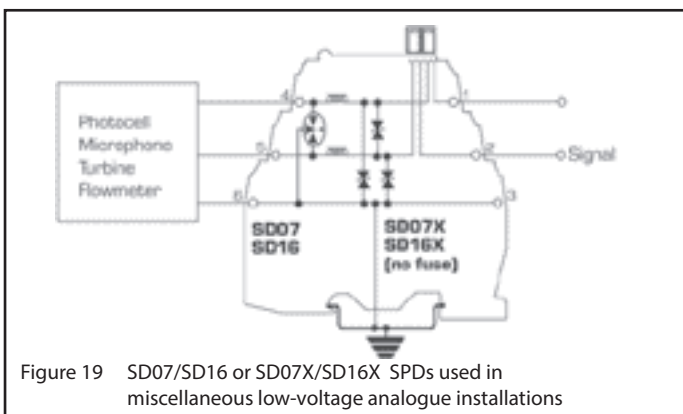 4
1
Photocell
Microphone
5
2
Signal
Turbine
Flowmeter
6
3
SD07
SD16
SD07X
SD16X
(no fuse)
Figure 19 SD07/SD16 or SD07X/SD16X SPDs used in
miscellaneous low-voltage analogue installations